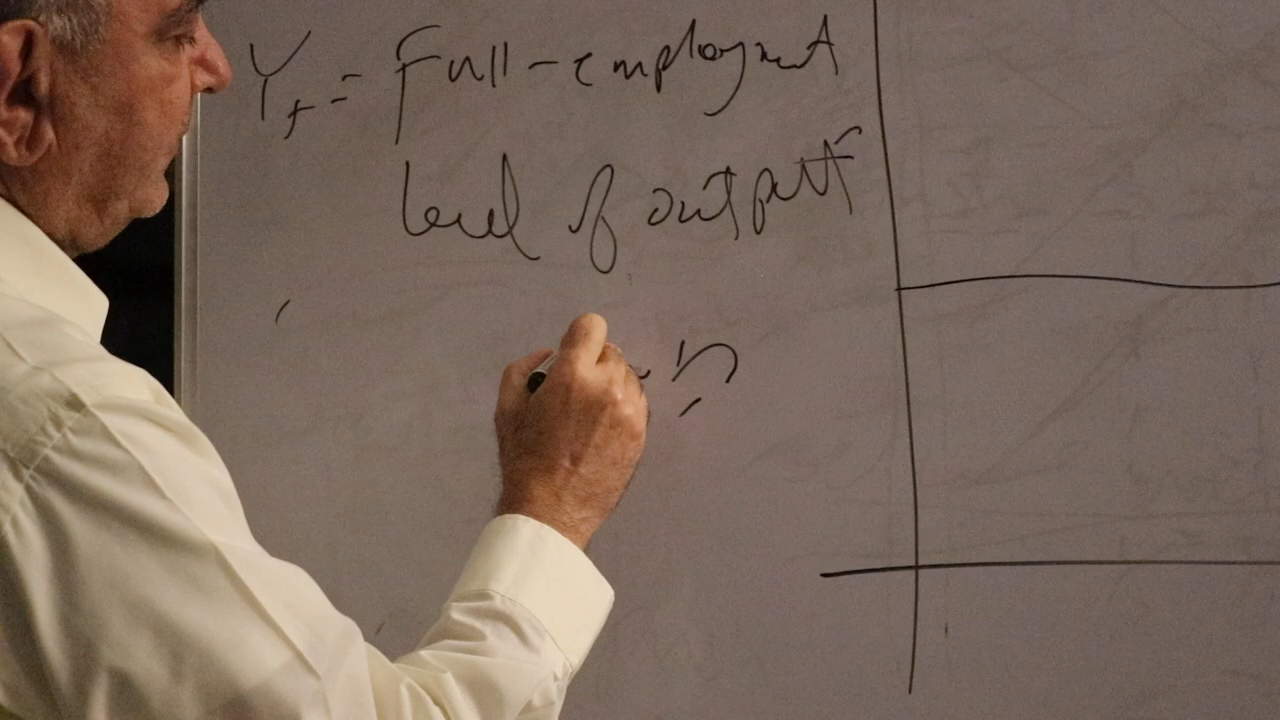 Yf = Full-employment
level of output